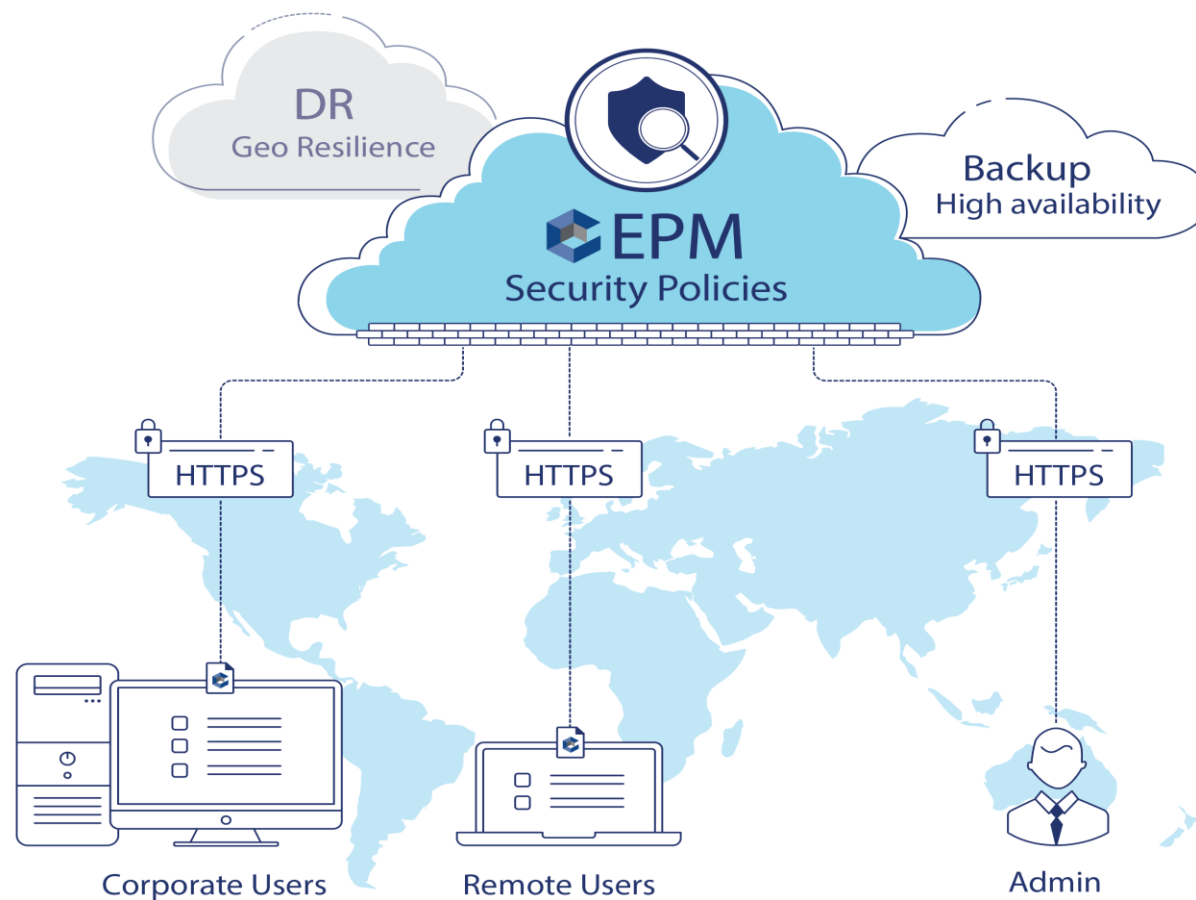 DR
Geo Resilience
Backup
High availability
EPM
Security Policies
HTTPS
HTTPS
HTTPS
Corporate Users
Remote Users
Admin